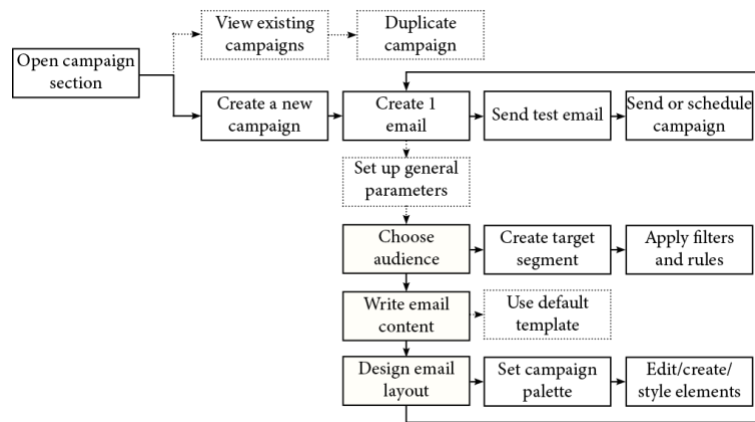 View existing
campaigns
Duplicate
campaign
Open campaign
section
Create a new
campaign
Create 1
email
Send test email
Send or schedule
campaign
Set up general
parameters
Choose
audience
Create target
segment
Apply filters
and rules
Write email
content
Use default
template
Design email
layout
Set campaign
palette
Edit/create/
style elements